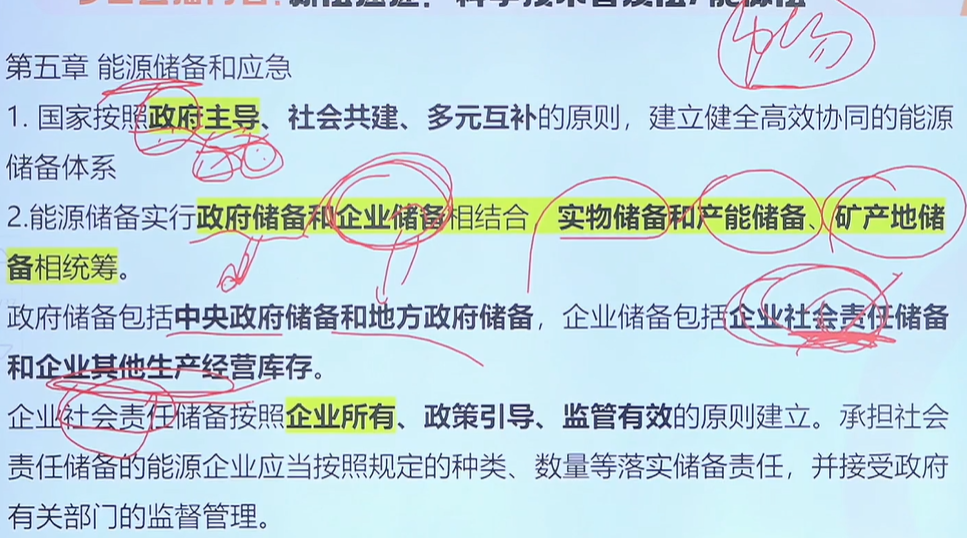 第五章 能源储备和应急
1. 国家按照政府主导、社会共建、多元互补的原则，建立健全高效协同的能源
储备体系
2.能源储备实行政府储备和企业储备相结合 实物储备和产能储备、矿产地储
备相统筹。
政府储备包括中央政府储备和地方政府储备，企业储备包括企业社会责任储备
和企业其他生产经营库存。
企业社会责任储备按照企业所有、政策引导、监管有效的原则建立。承担社会
责任储备的能源企业应当按照规定的种类、数量等落实储备责任，并接受政府
有关部门的监督管理。